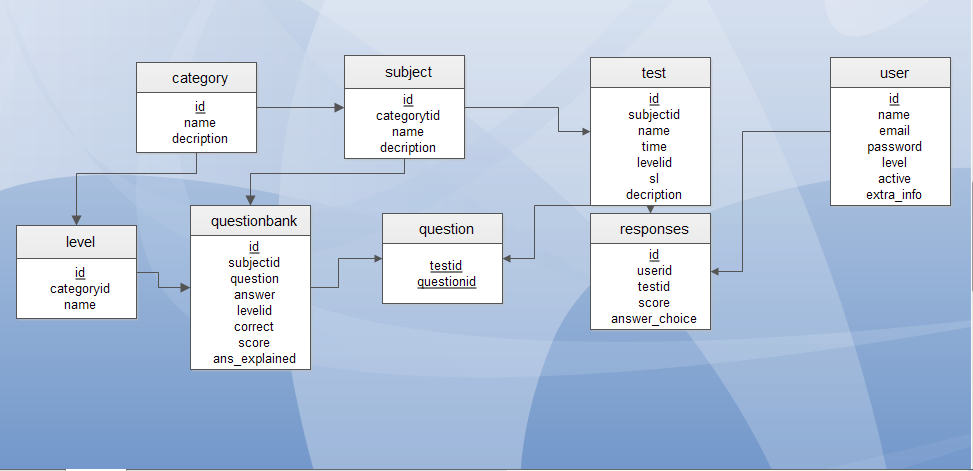 category
id
name
decription
subject
id
categorytid
name
decription
test
id
subjectid
name
time
levelid
sl
decription
user
id
name
email
password
level
active
extra_info
level
id
categoryid
name
questionbank
id
subjectid
question
answer
levelid
correct
score
ans_explained
question
testid
questionid
responses
id
userid
testid
score
answer_choice